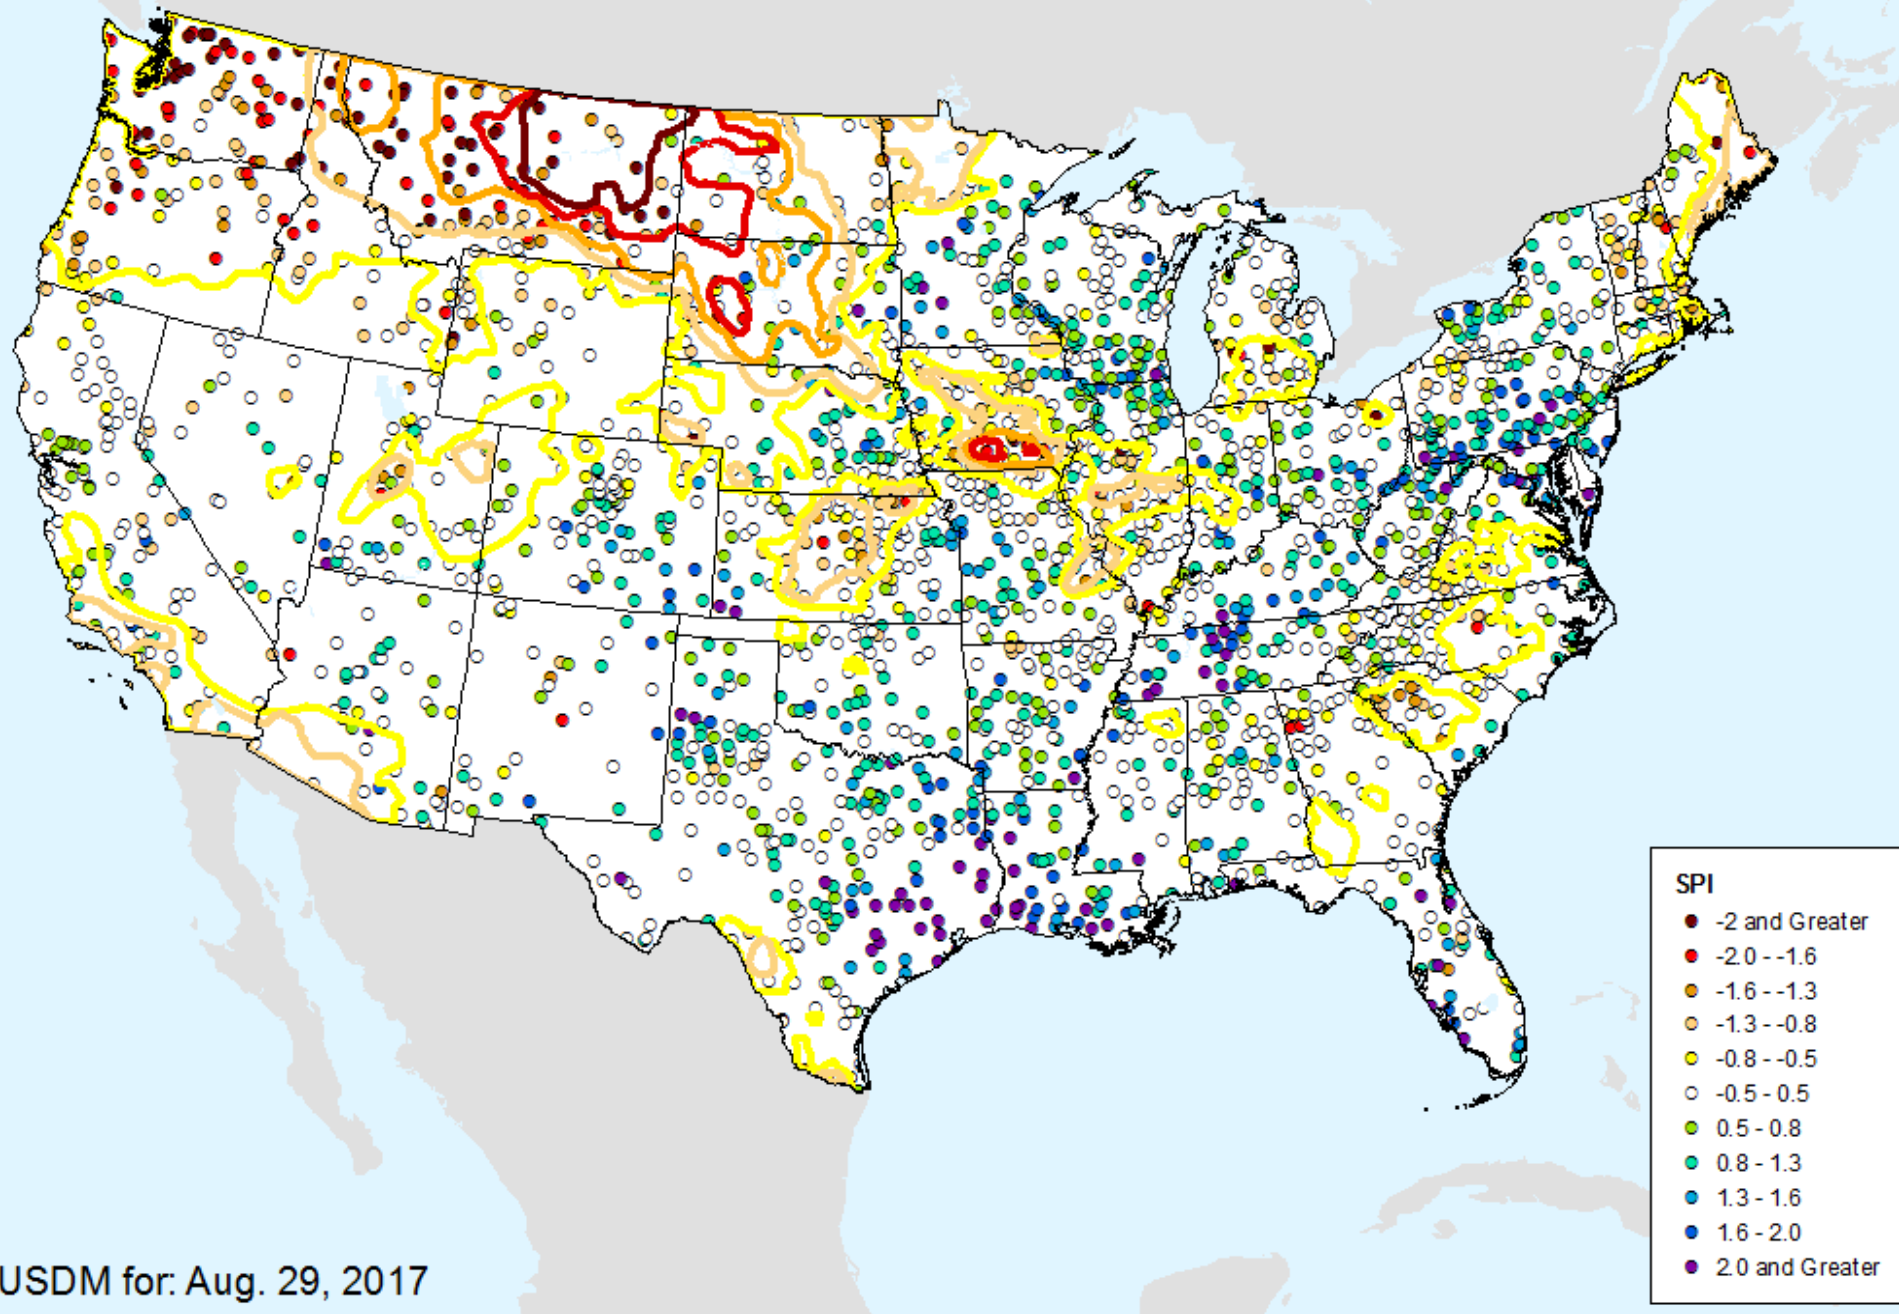 SPI
-2 and Greater
-2.0 - -1.6
-1.6 - -1.3
-1.3 - -0.8
-0.8 - -0.5
-0.5 - 0.5
0.5 - 0.8
0.8 - 1.3
1.3 - 1.6
1.6 - 2.0
2.0 and Greater
USDM for: Aug. 29, 2017